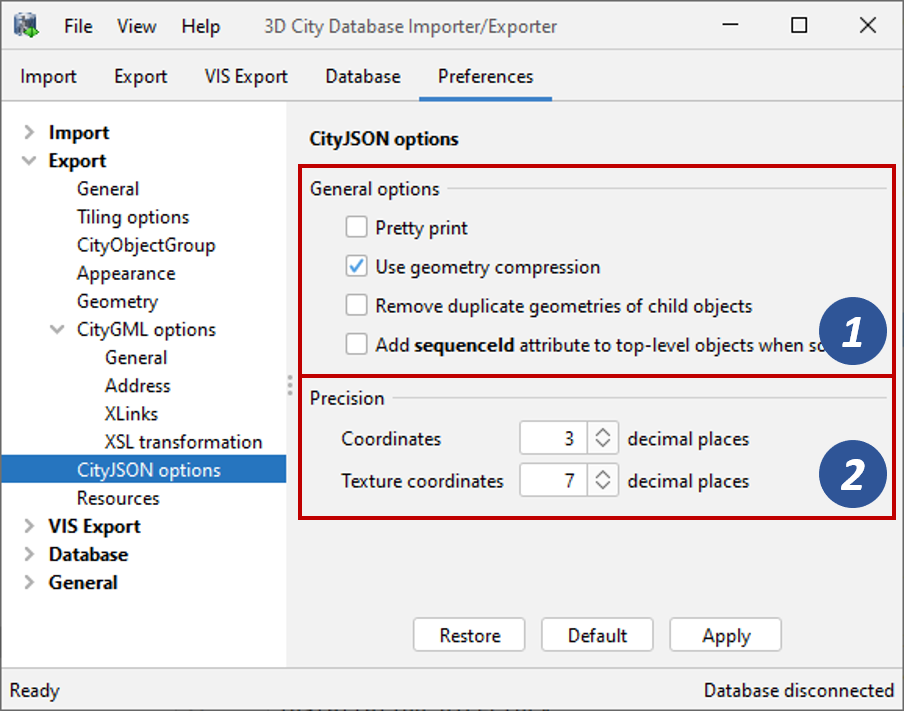 File View Help 3D City Database Importer/Exporter
Import Export VIS Export Database Preferences
Import
Export
General
Tiling options
CityObjectGroup
Appearance
Geometry
CityGML options
General
Address
XLinks
XSL transformation
CityJSON options
Resources
VIS Export
Database
General
CityJSON options
General options
Pretty print
Use geometry compression
Remove duplicate geometries of child objects
Add sequenceId attribute to top-level objects when
1
Precision
Coordinates 3 decimal places
Texture coordinates 7 decimal places
2
Restore Default Apply
Ready Database disconnected